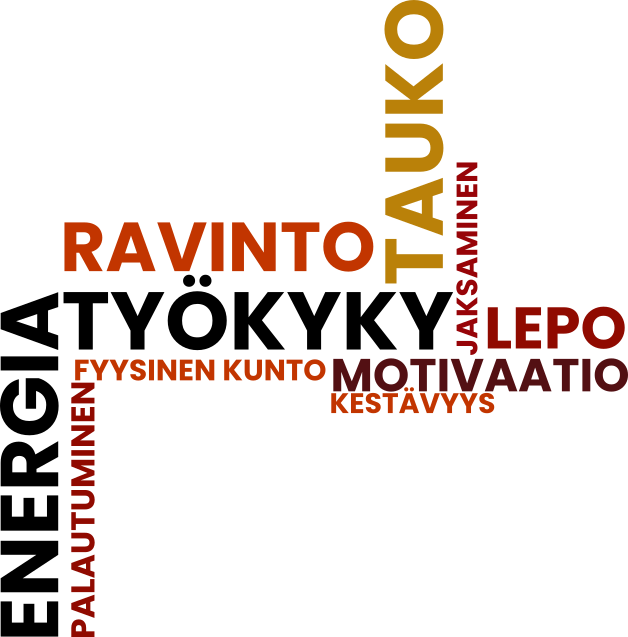 TAUKO
JAKSAMINEN
RAVINTO
TYÖKYKY
LEPO
ENERGIA
FYYSINEN KUNTO
MOTIVAATIO
PALAUTUMINEN
KESTÄVYYS